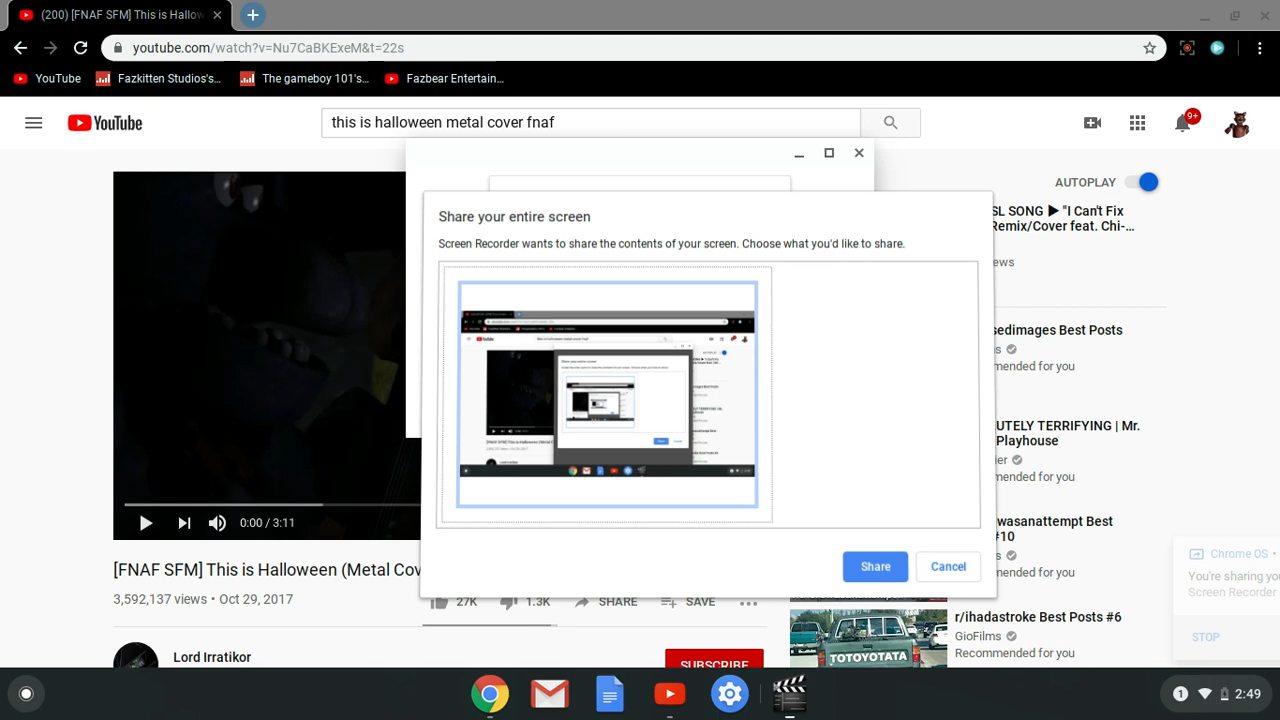 (200) [FNAF SFM] This is Hallow
youtube.com/watch?v=Nu7CaBKExeM&t=22s
YouTube
Fazkitten Studios's...
The gameboy 101's...
Fazbear Entertain...
YouTube
this is halloween metal cover fnaf
9+
AUTOPLAY
SL SONG ▶ "I Can't Fix
Remix/Cover feat. Chi-...
ews
Share your entire screen
Screen Recorder wants to share the contents of your screen. Choose what you'd like to share.
sedimages Best Posts
s
mended for you
UTELY TERRIFYING | Mr.
Playhouse
ier
mended for you
wasanattempt Best
#10
s
mended for you
0:00 / 3:11
Share
Cancel
Chrome OS •
You're sharing you
Screen Recorder
STOP
[FNAF SFM] This is Halloween (Metal Cov
3,592,137 views • Oct 29, 2017
27K
1.3K
SHARE
SAVE
r/ihadastroke Best Posts #6
GioFilms
Recommended for you
TOTOYOTATA
Lord Irratikor
SUBSCRIBE
1
2:49